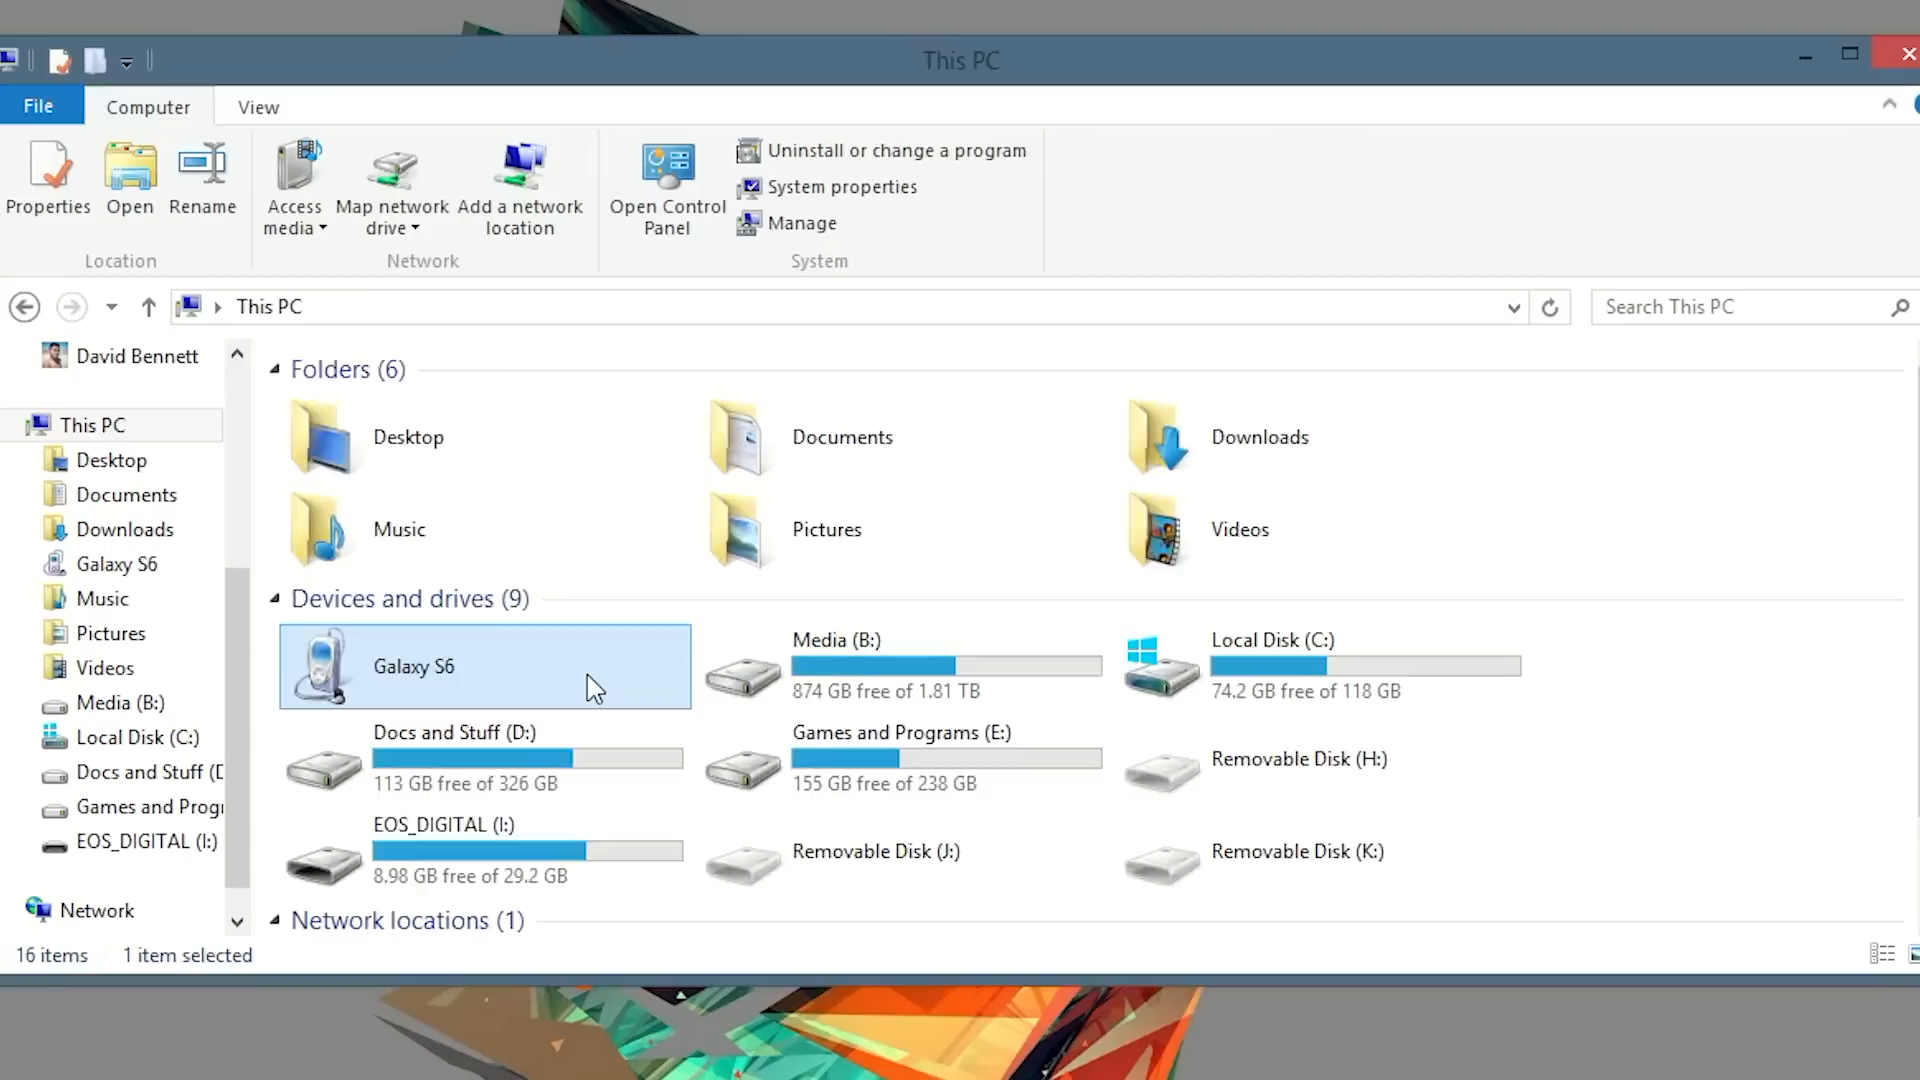 This PC
File
Computer
View
Properties
Open
Rename
Access
media
Map network
drive
Add a network
location
Open Control
Panel
Uninstall or change a program
System properties
Manage
Location
Network
System
This PC
Search This PC
David Bennett
This PC
Desktop
Documents
Downloads
Galaxy S6
Music
Pictures
Videos
Media (B:)
Local Disk (C:)
Docs and Stuff (D
Games and Progr
EOS_DIGITAL (I:)
Network
Folders (6)
Desktop
Documents
Downloads
Music
Pictures
Videos
Devices and drives (9)
Galaxy S6
Media (B:)
874 GB free of 1.81 TB
Local Disk (C:)
74.2 GB free of 118 GB
Docs and Stuff (D:)
113 GB free of 326 GB
Games and Programs (E:)
155 GB free of 238 GB
Removable Disk (H:)
EOS_DIGITAL (I:)
8.98 GB free of 29.2 GB
Removable Disk (J:)
Removable Disk (K:)
Network locations (1)
16 items
1 item selected